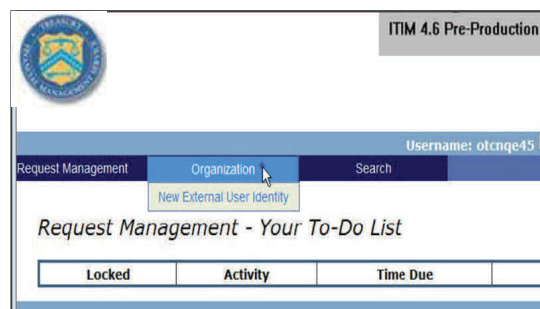 ITIM 4.6 Pre-Production
Username: otcnqe45
Request Management Organization Search
New External User Identity
Request Management - Your To-Do List
Locked Activity Time Due